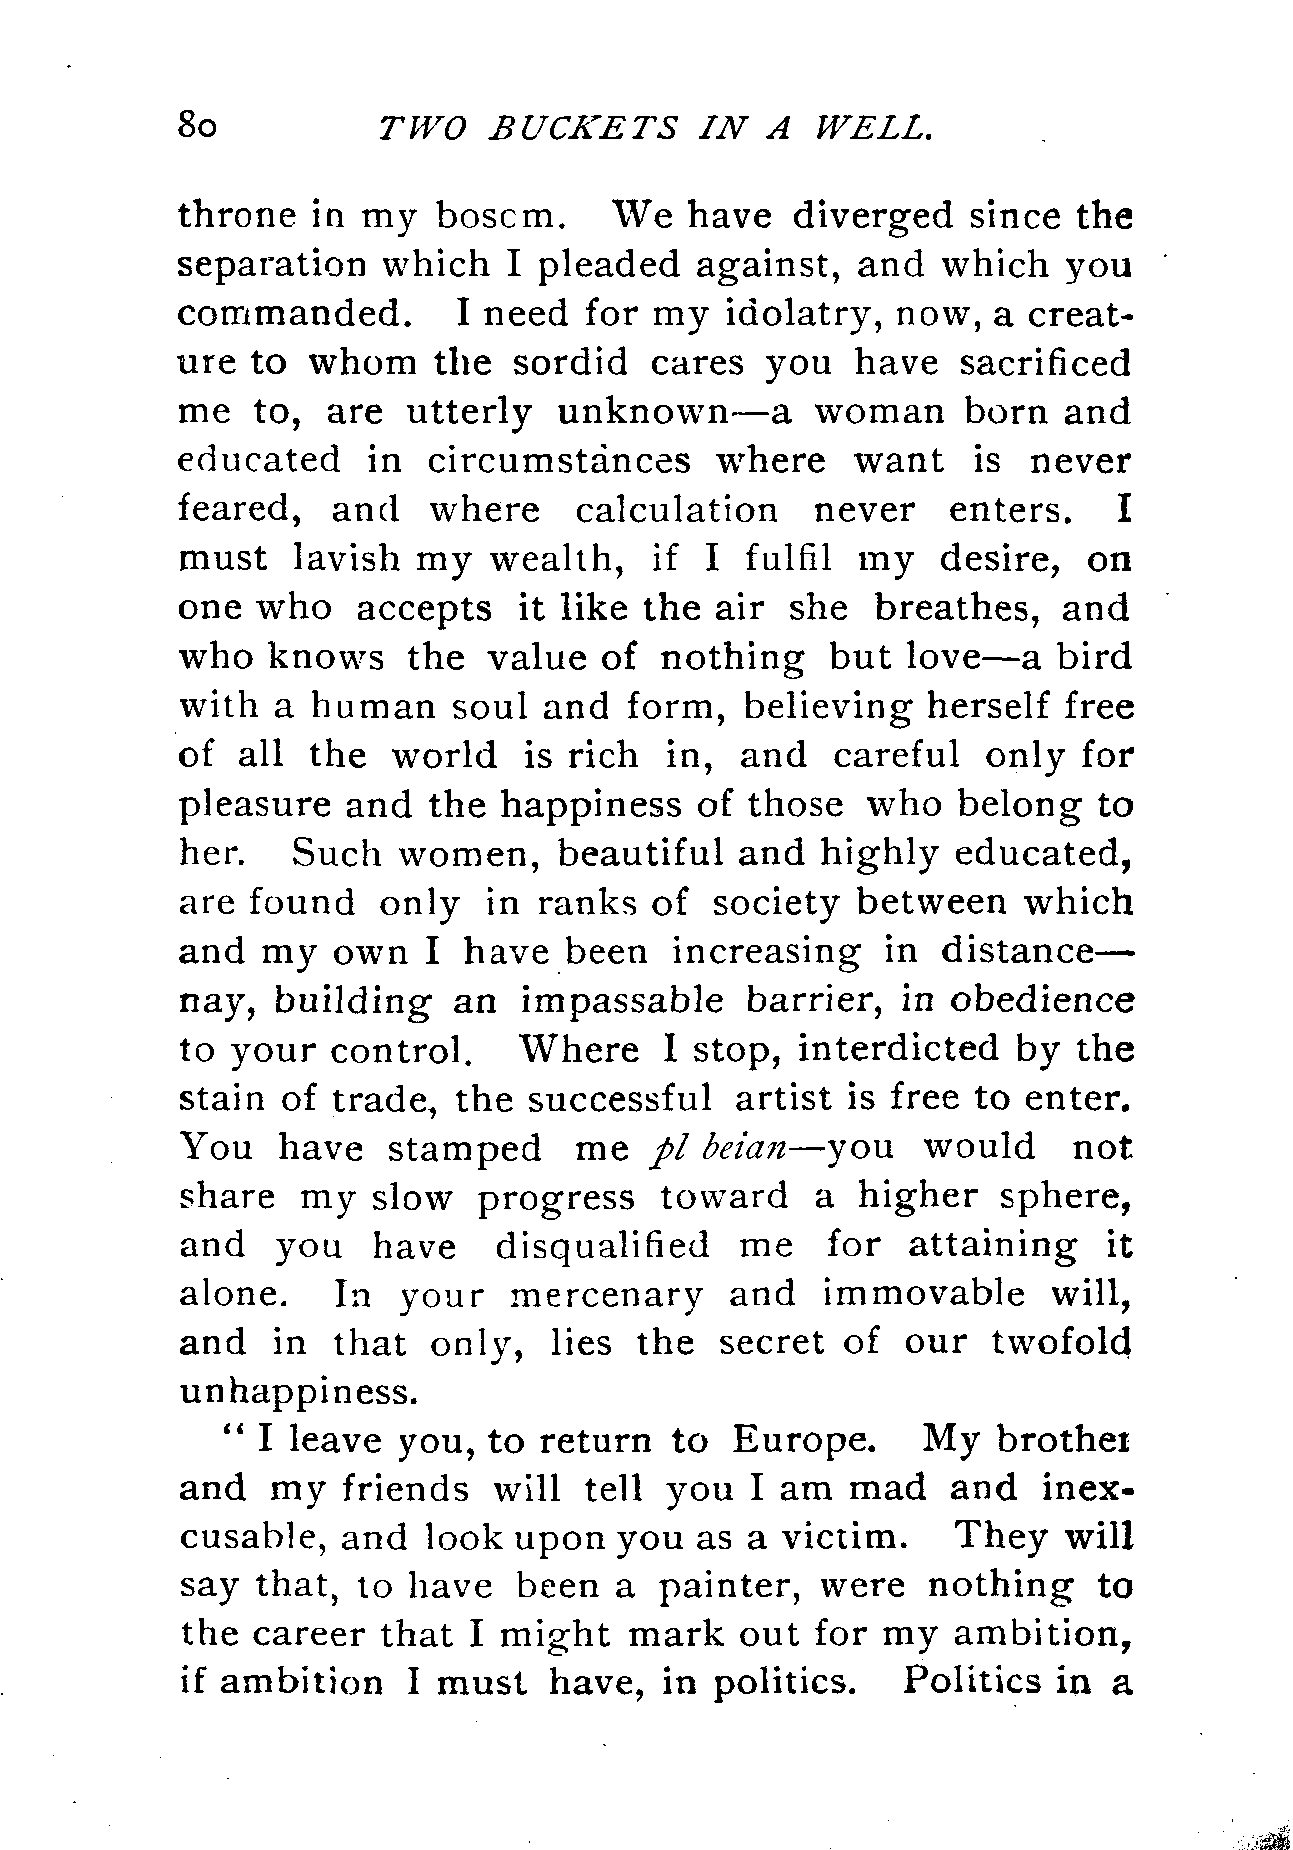 80 TWO BUCKETS IN A WELL.
throne in my boscm. We have diverged since the
separation which I pleaded against, and which you
commanded. I need for my idolatry, now, a creat-
ure to whom the sordid cares you have sacrificed
me to, are utterly unknown—a woman born and
educated in circumstances where want is never
feared, and where calculation never enters. I
must lavish my wealth, if I fulfil my desire, on
one who accepts it like the air she breathes, and
who knows the value of nothing but love—a bird
with a human soul and form, believing herself free
of all the world is rich in, and careful only for
pleasure and the happiness of those who belong to
her. Such women, beautiful and highly educated,
are found only in ranks of society between which
and my own I have been increasing in distance—
nay, building an impassable barrier, in obedience
to your control. Where I stop, interdicted by the
stain of trade, the successful artist is free to enter.
You have stamped me pl beian—you would not
share my slow progress toward a higher sphere,
and you have disqualified me for attaining it
alone. In your mercenary and immovable will,
and in that only, lies the secret of our twofold
unhappiness.
“ I leave you, to return to Europe. My brother
and my friends will tell you I am mad and inex-
cusable, and look upon you as a victim. They will
say that, to have been a painter, were nothing to
the career that I might mark out for my ambition,
if ambition I must have, in politics. Politics in a